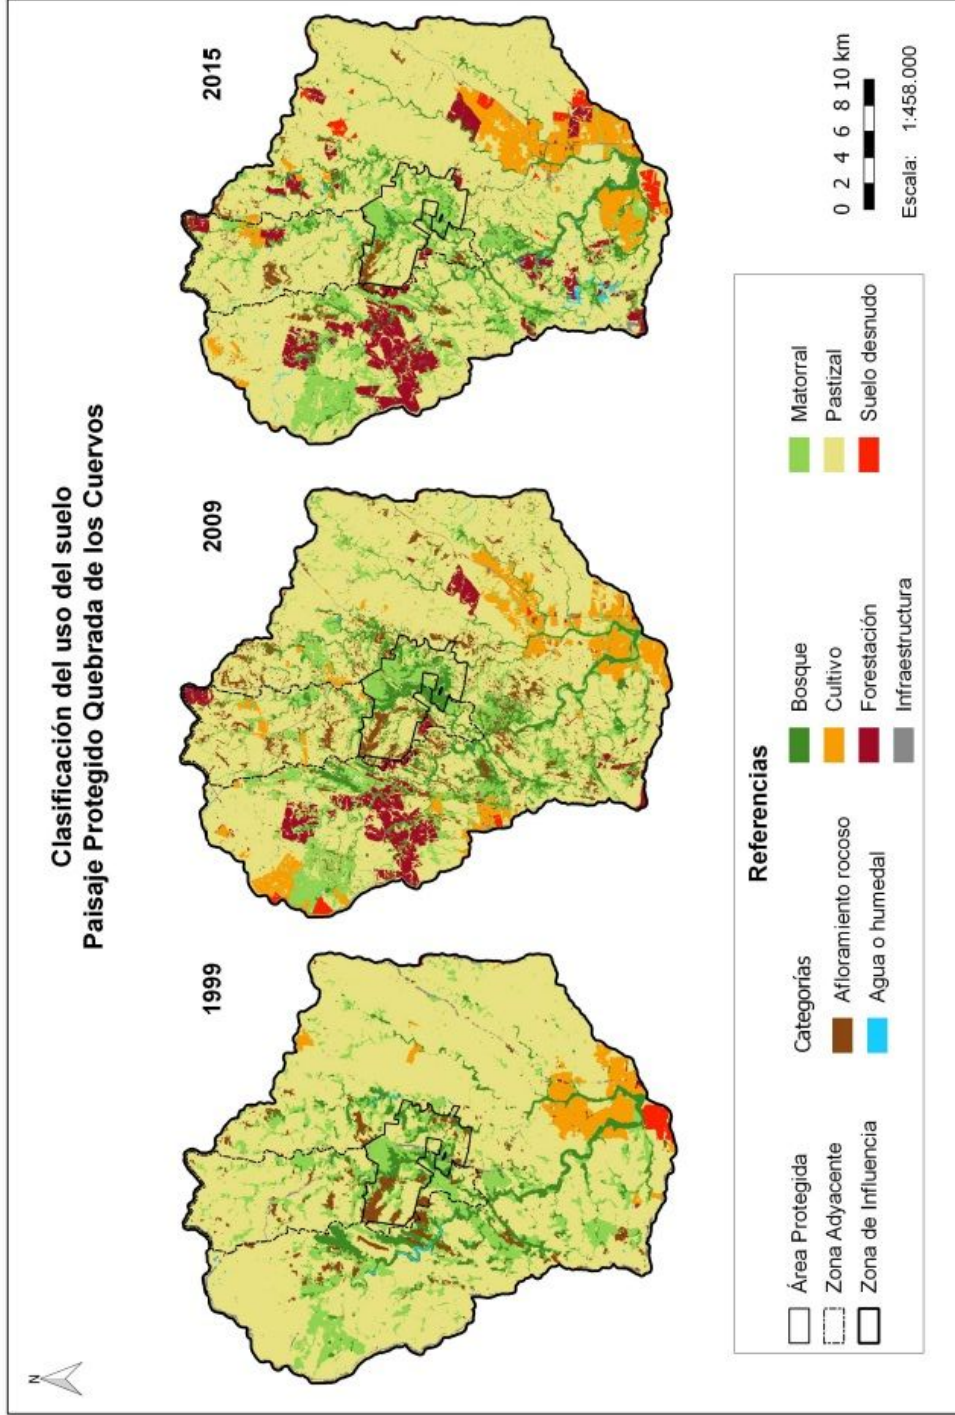 Clasificación del uso del suelo
Paisaje Protegido Quebrada de los Cuervos
N
1999
2009
2015
Referencias
Área Protegida
Zona Adyacente
Zona de Influencia
Categorías
Afloramiento rocoso
Agua o humedal
Bosque
Cultivo
Forestación
Infraestructura
Matorral
Pastizal
Suelo desnudo
0 2 4 6 8 10 km
Escala: 1:458.000